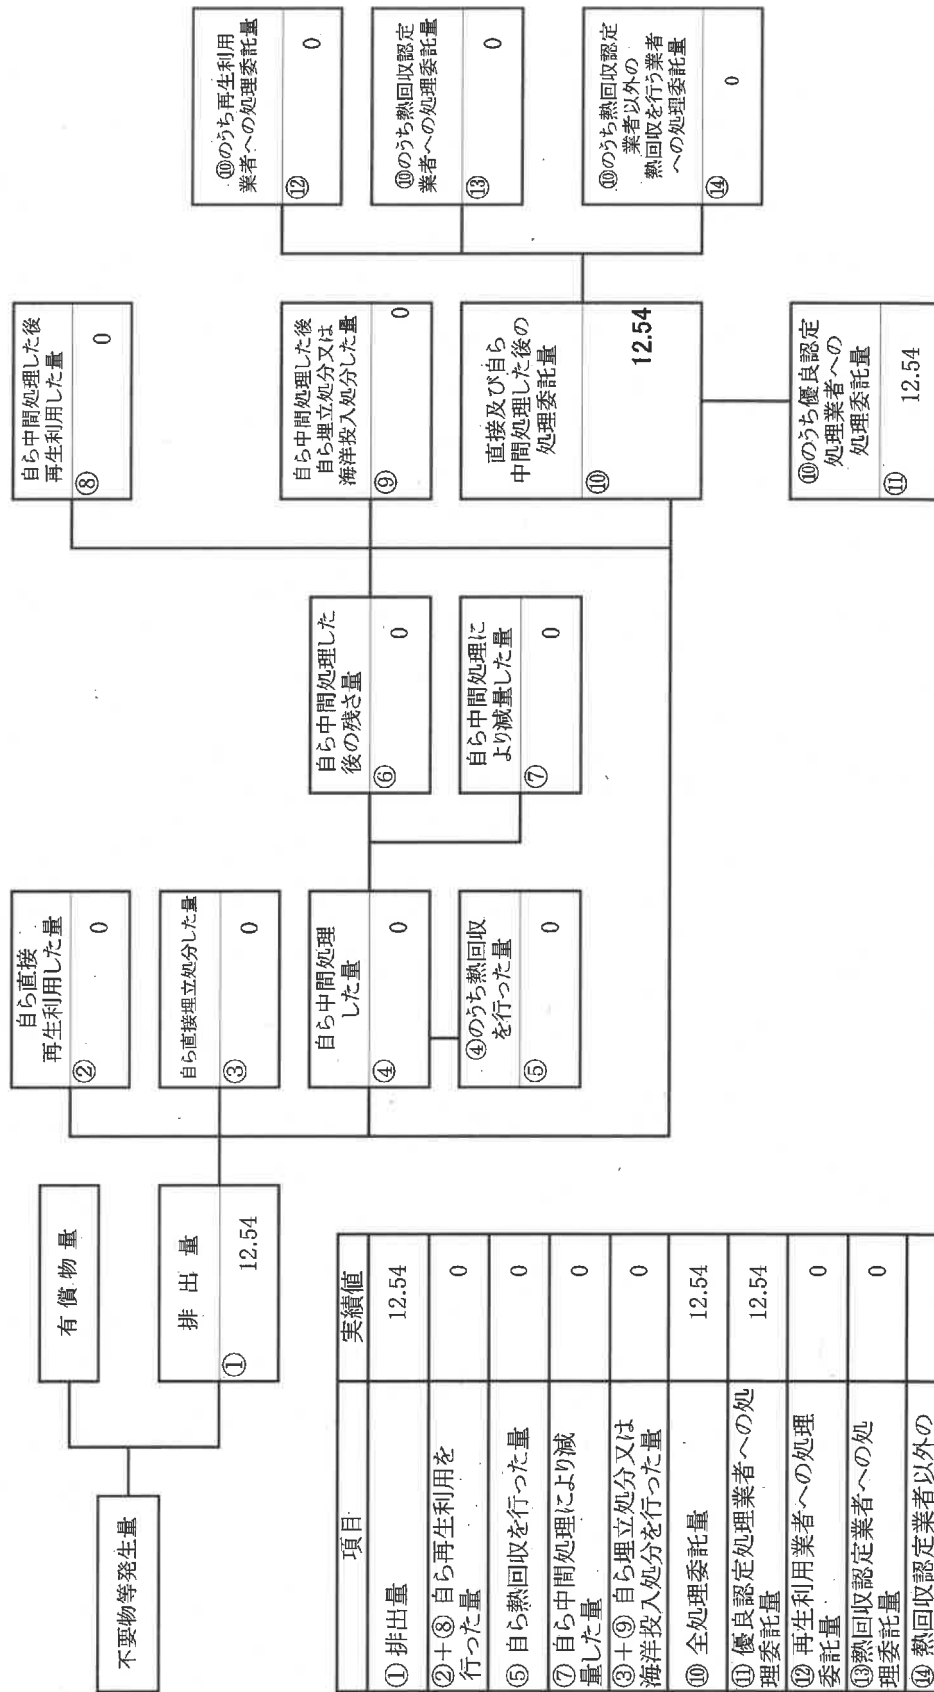 不要物等発生量
有償物量
排出量
① 12.54
自ら直接
再生利用した量
② 0
自ら直接埋立処分した量
③ 0
自ら中間処理
した量
④ 0
④のうち熱回収
を行った量
⑤ 0
自ら中間処理した
後の残さ量
⑥ 0
自ら中間処理に
より減量した量
⑦ 0
自ら中間処理した後
再生利用した量
⑧ 0
自ら中間処理した後
自ら埋立処分又は
海洋投入処分した量
⑨ 0
直接及び自ら
中間処理した後の
処理委託量
⑩ 12.54
⑩のうち優良認定
処理業者への
処理委託量
⑪ 12.54
⑩のうち再生利用
業者への処理委託量
⑫ 0
⑩のうち熱回収認定
業者への処理委託量
⑬ 0
⑩のうち熱回収認定
業者以外の
熱回収を行う業者
への処理委託量
⑭ 0
項目 実績値
①排出量 12.54
②+⑧ 自ら再生利用を
行った量 0
⑤ 自ら熱回収を行った量 0
⑦ 自ら中間処理により減
量した量 0
③+⑨ 自ら埋立処分又は
海洋投入処分を行った量 0
⑩ 全処理委託量 12.54
⑪ 優良認定処理業者への処
理委託量 12.54
⑫ 再生利用業者への処理
委託量 0
⑬熱回収認定業者への処
理委託量 0
⑭ 熱回収認定業者以外の